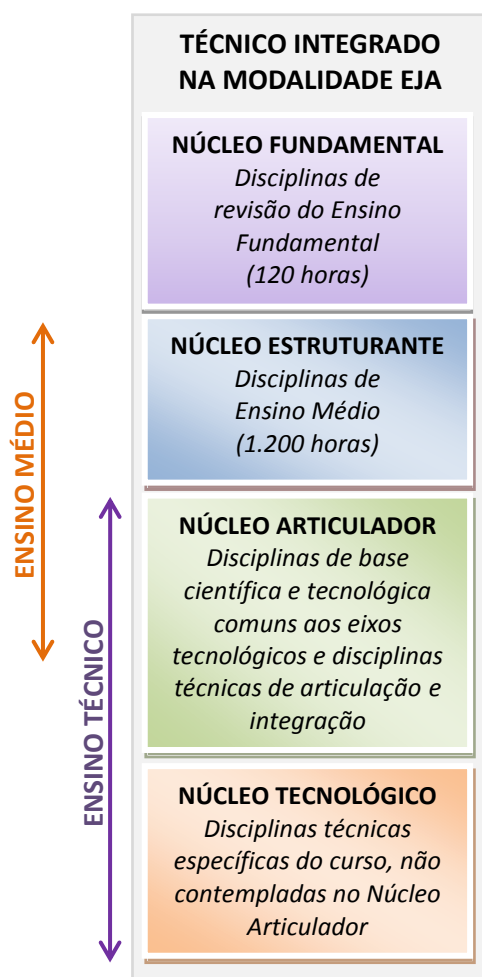 TÉCNICO INTEGRADO
NA MODALIDADE EJA
NÚCLEO FUNDAMENTAL
Disciplinas de
revisão do Ensino
Fundamental
(120 horas)
NÚCLEO ESTRUTURANTE
Disciplinas de
Ensino Médio
(1.200 horas)
NÚCLEO ARTICULADOR
Disciplinas de base
científica e tecnológica
comuns aos eixos
tecnológicos e disciplinas
técnicas de articulação e
integração
NÚCLEO TECNOLÓGICO
Disciplinas técnicas
específicas do curso, não
contempladas no Núcleo
Articulador
ENSINO MÉDIO
ENSINO TÉCNICO